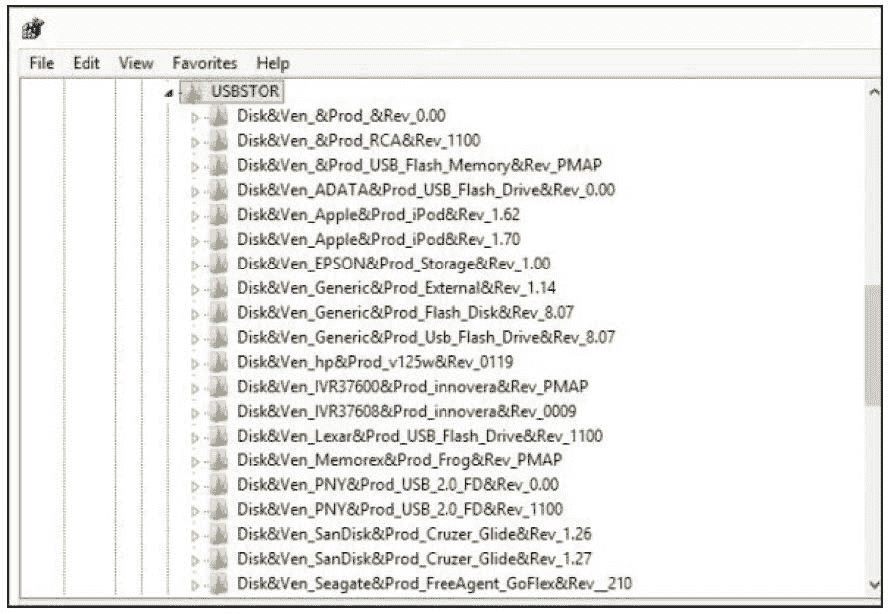 File Edit View Favorites Help
USBSTOR
Disk&Ven_&Prod_&Rev_0.00
Disk&Ven_&Prod_RCA&Rev_1100
Disk&Ven_&Prod_USB_Flash_Memory&Rev_PMAP
Disk&Ven_ADATA&Prod_USB_Flash_Drive&Rev_0.00
Disk&Ven_Apple&Prod_iPod&Rev_1.62
Disk&Ven_Apple&Prod_iPod&Rev_1.70
Disk&Ven_EPSON&Prod_Storage&Rev_1.00
Disk&Ven_Generic&Prod_External&Rev_1.14
Disk&Ven_Generic&Prod_Flash_Disk&Rev_8.07
Disk&Ven_Generic&Prod_Usb_Flash_Drive&Rev_8.07
Disk&Ven_hp&Prod_v125w&Rev_0119
Disk&Ven_IVR37600&Prod_innovera&Rev_PMAP
Disk&Ven_IVR37608&Prod_innovera&Rev_0009
Disk&Ven_Lexar&Prod_USB_Flash_Drive&Rev_1100
Disk&Ven_Memorex&Prod_Frog&Rev_PMAP
Disk&Ven_PNY&Prod_USB_2.0_FD&Rev_0.00
Disk&Ven_PNY&Prod_USB_2.0_FD&Rev_1100
Disk&Ven_SanDisk&Prod_Cruzer_Glide&Rev_1.26
Disk&Ven_SanDisk&Prod_Cruzer_Glide&Rev_1.27
Disk&Ven_Seagate&Prod_FreeAgent_GoFlex&Rev__210